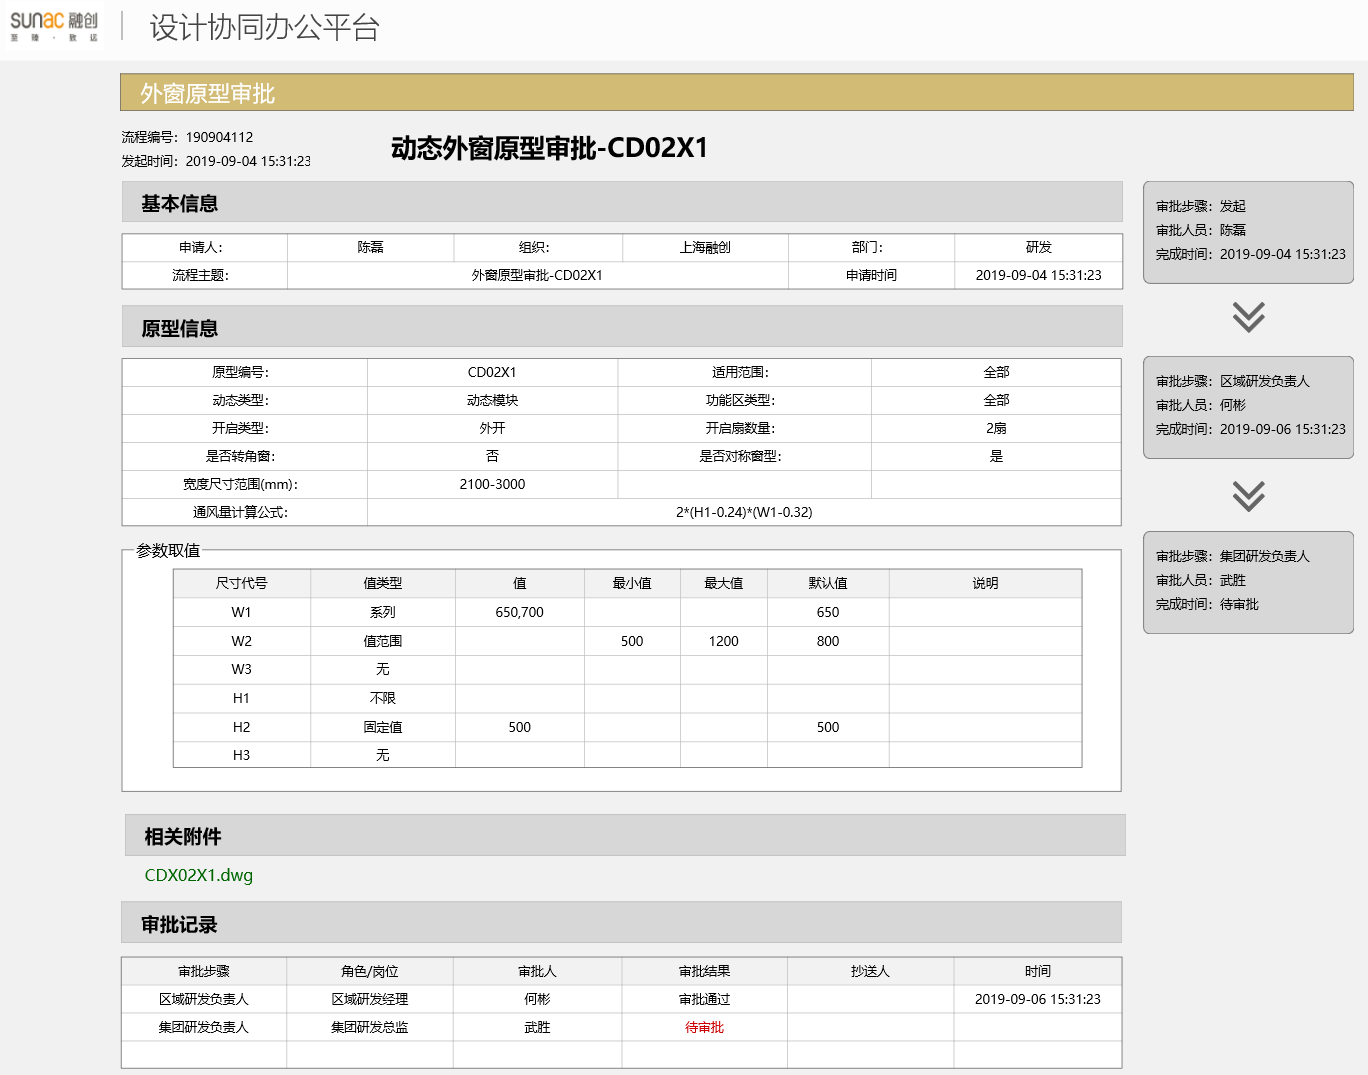 sunac 融创
至臻·致远
设计协同办公平台
外窗原型审批
流程编号：190904112
动态外窗原型审批-CD02X1
发起时间：2019-09-04 15:31:23
基本信息
申请人： 陈磊 组织： 上海融创 部门： 研发
流程主题： 外窗原型审批-CD02X1 申请时间 2019-09-04 15:31:23
原型信息
原型编号： CD02X1 适用范围： 全部
动态类型： 动态模块 功能区类型： 全部
开启类型： 外开 开启扇数量： 2扇
是否转角窗： 否 是否对称窗型： 是
宽度尺寸范围(mm)： 2100-3000
通风量计算公式： 2*(H1-0.24)*(W1-0.32)
参数取值
尺寸代号 值类型 值 最小值 最大值 默认值 说明
W1 系列 650,700 650
W2 值范围 500 1200 800
W3 无
H1 不限
H2 固定值 500 500
H3 无
相关附件
CDX02X1.dwg
审批记录
审批步骤 角色/岗位 审批人 审批结果 抄送人 时间
区域研发负责人 区域研发经理 何彬 审批通过 2019-09-06 15:31:23
集团研发负责人 集团研发总监 武胜 待审批
审批步骤：发起
审批人员：陈磊
完成时间：2019-09-04 15:31:23
审批步骤：区域研发负责人
审批人员：何彬
完成时间：2019-09-06 15:31:23
审批步骤：集团研发负责人
审批人员：武胜
完成时间：待审批